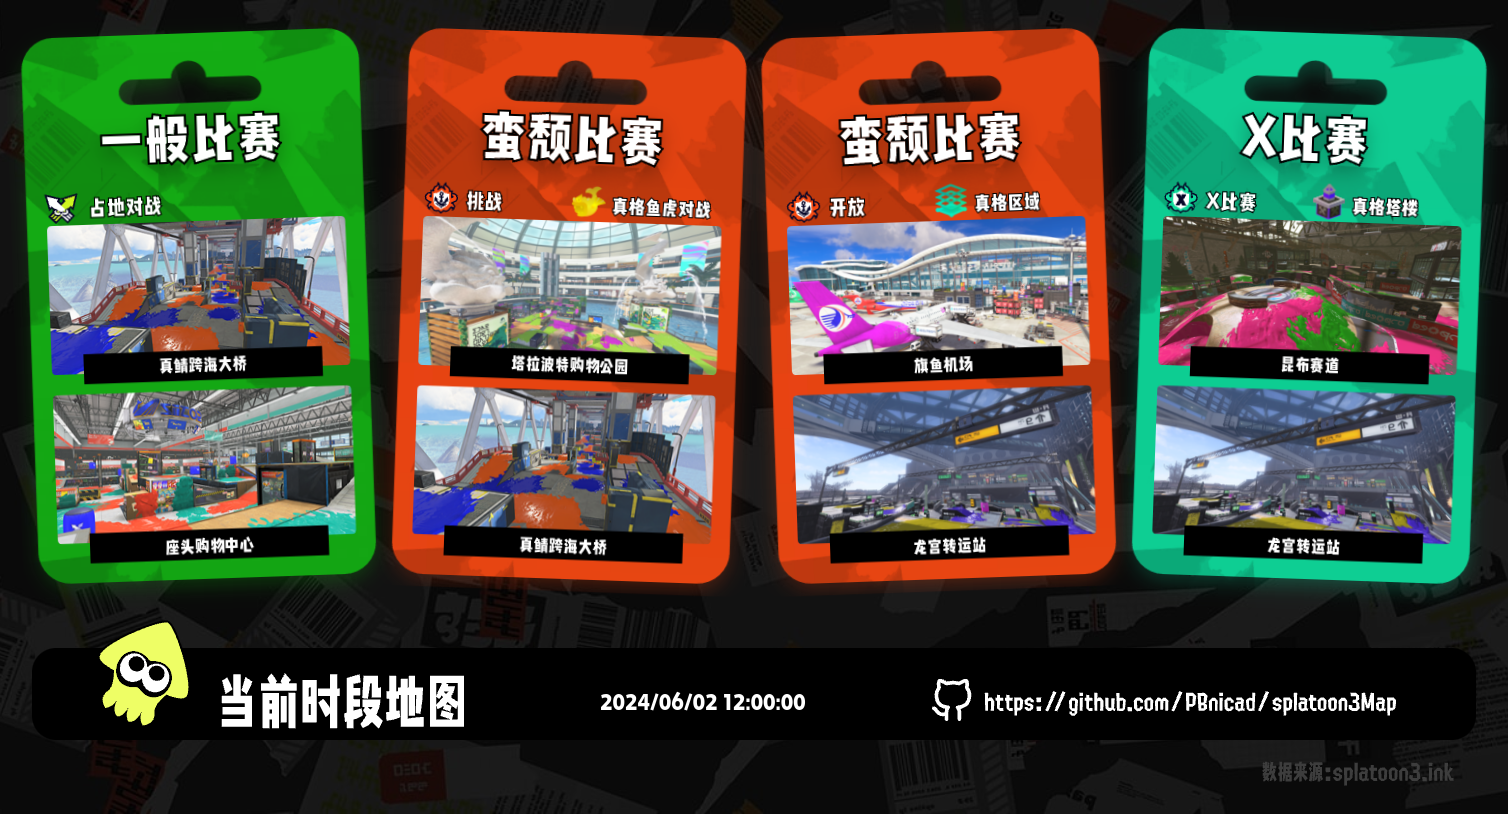 一般比赛
占地对战
真鲷跨海大桥
座头购物中心
蛮颓比赛
挑战
真格鱼虎对战
塔拉波特购物公园
真鲷跨海大桥
蛮颓比赛
开放
真格区域
旗鱼机场
龙宫转运站
X比赛
X比赛
真格塔楼
昆布赛道
龙宫转运站
当前时段地图
2024/06/02 12:00:00
https://github.com/PBnicad/splatoon3Map
数据来源:splatoon3.ink